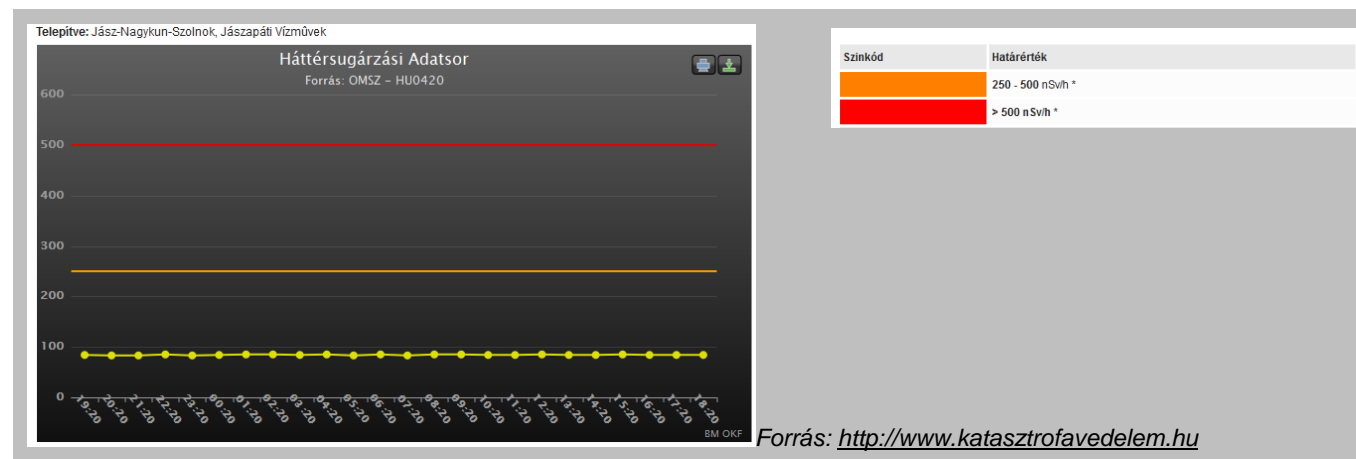 Telepítve: Jász-Nagykun-Szolnok, Jászapáti Vízmûvek
Háttérsugárzási Adatsor
Forrás: OMSZ - HU0420
600
500
400
300
200
100
0
19:20 20:20 21:20 22:20 23:20 00:20 01:20 02:20 03:20 04:20 05:20 06:20 07:20 08:20 09:20 10:20 11:20 12:20 13:20 14:20 15:20 16:20 17:20 18:20
BM OKF
Szinkód Határérték
250 - 500 nSv/h *
> 500 nSv/h *
Forrás: http://www.katasztrofavedelem.hu